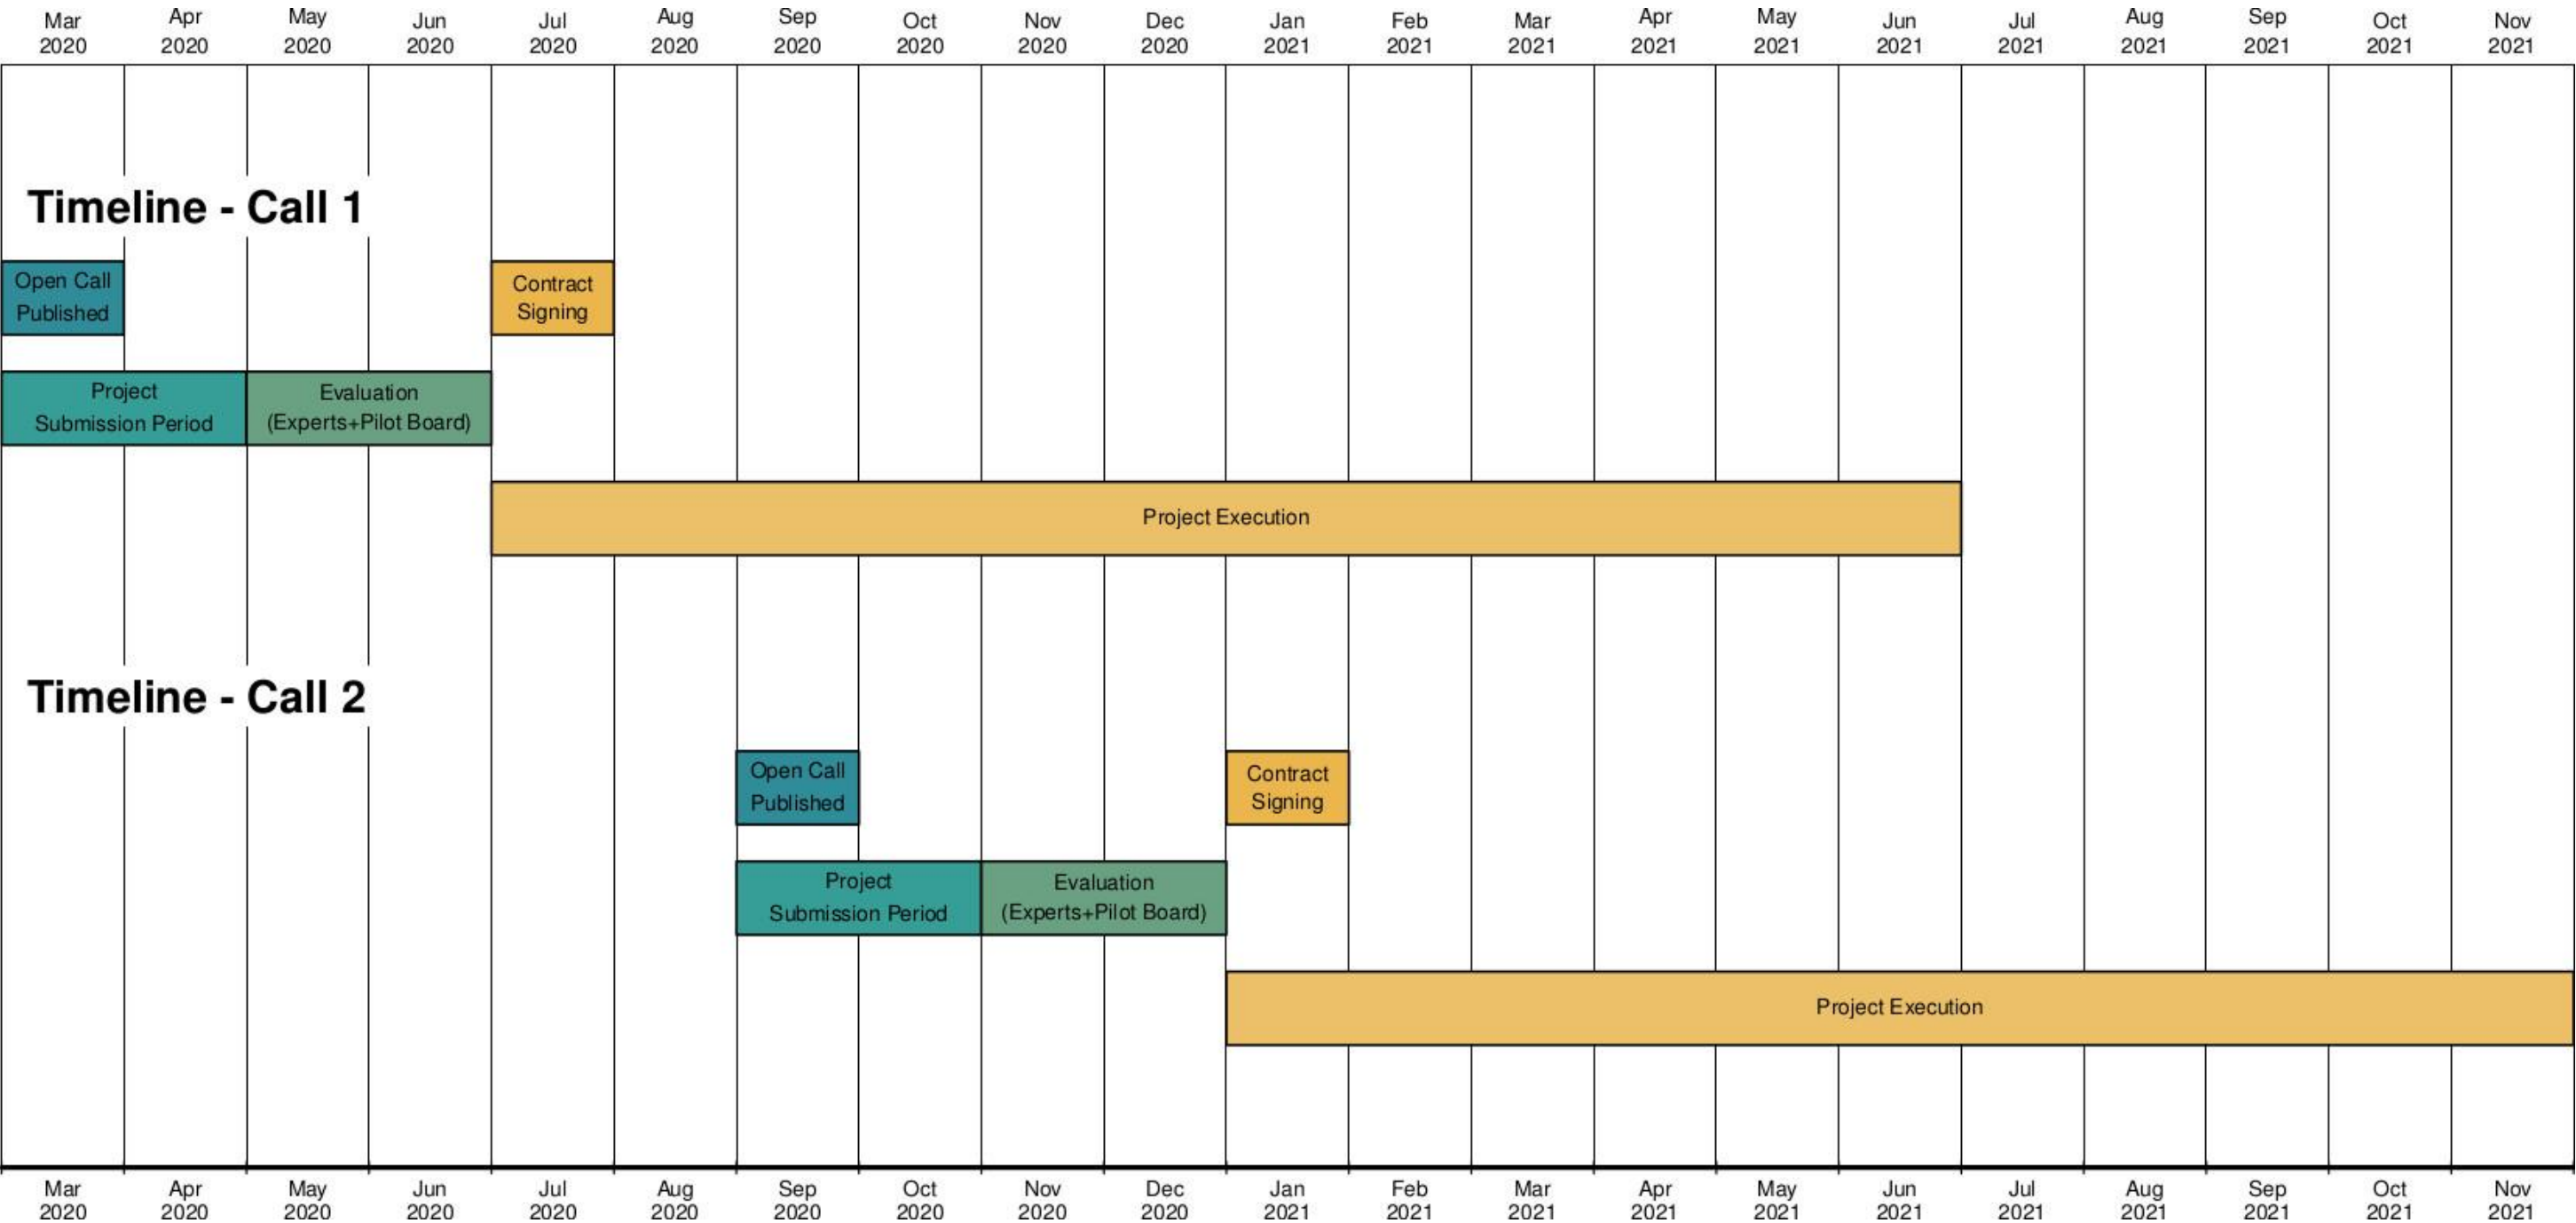 Mar Apr May Jun Jul Aug Sep Oct Nov Dec Jan Feb Mar Apr May Jun Jul Aug Sep Oct Nov
2020 2020 2020 2020 2020 2020 2020 2020 2020 2020 2021 2021 2021 2021 2021 2021 2021 2021 2021 2021 2021
Timeline - Call 1
Open Call
Published
Contract
Signing
Project
Submission Period
Evaluation
(Experts+Pilot Board)
Project Execution
Timeline - Call 2
Open Call
Published
Contract
Signing
Project
Submission Period
Evaluation
(Experts+Pilot Board)
Project Execution
Mar Apr May Jun Jul Aug Sep Oct Nov Dec Jan Feb Mar Apr May Jun Jul Aug Sep Oct Nov
2020 2020 2020 2020 2020 2020 2020 2020 2020 2020 2021 2021 2021 2021 2021 2021 2021 2021 2021 2021 2021